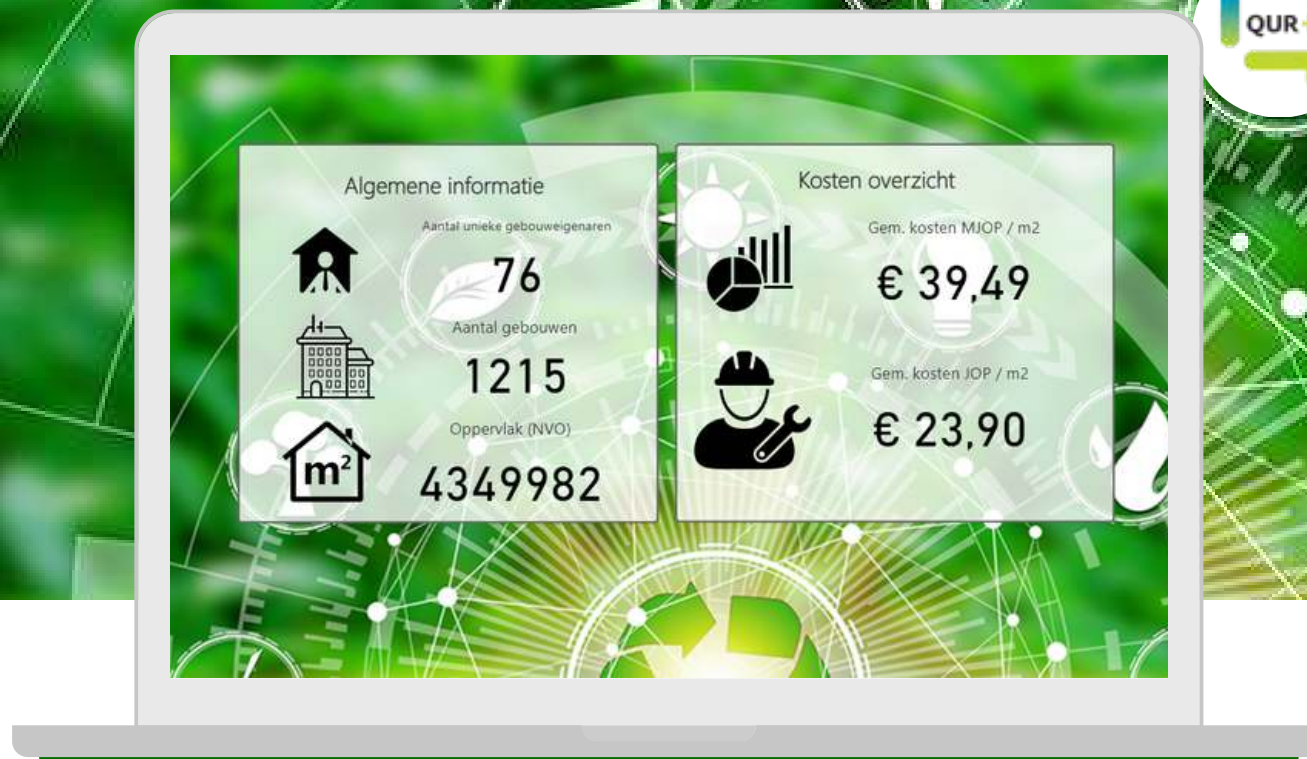 QUR
Algemene informatie
Aantal unieke gebouweigenaren
76
Aantal gebouwen
1215
m²
Oppervlak (NVO)
4349982
Kosten overzicht
Gem. kosten MJOP / m2
€ 39,49
Gem. kosten JOP / m2
€ 23,90